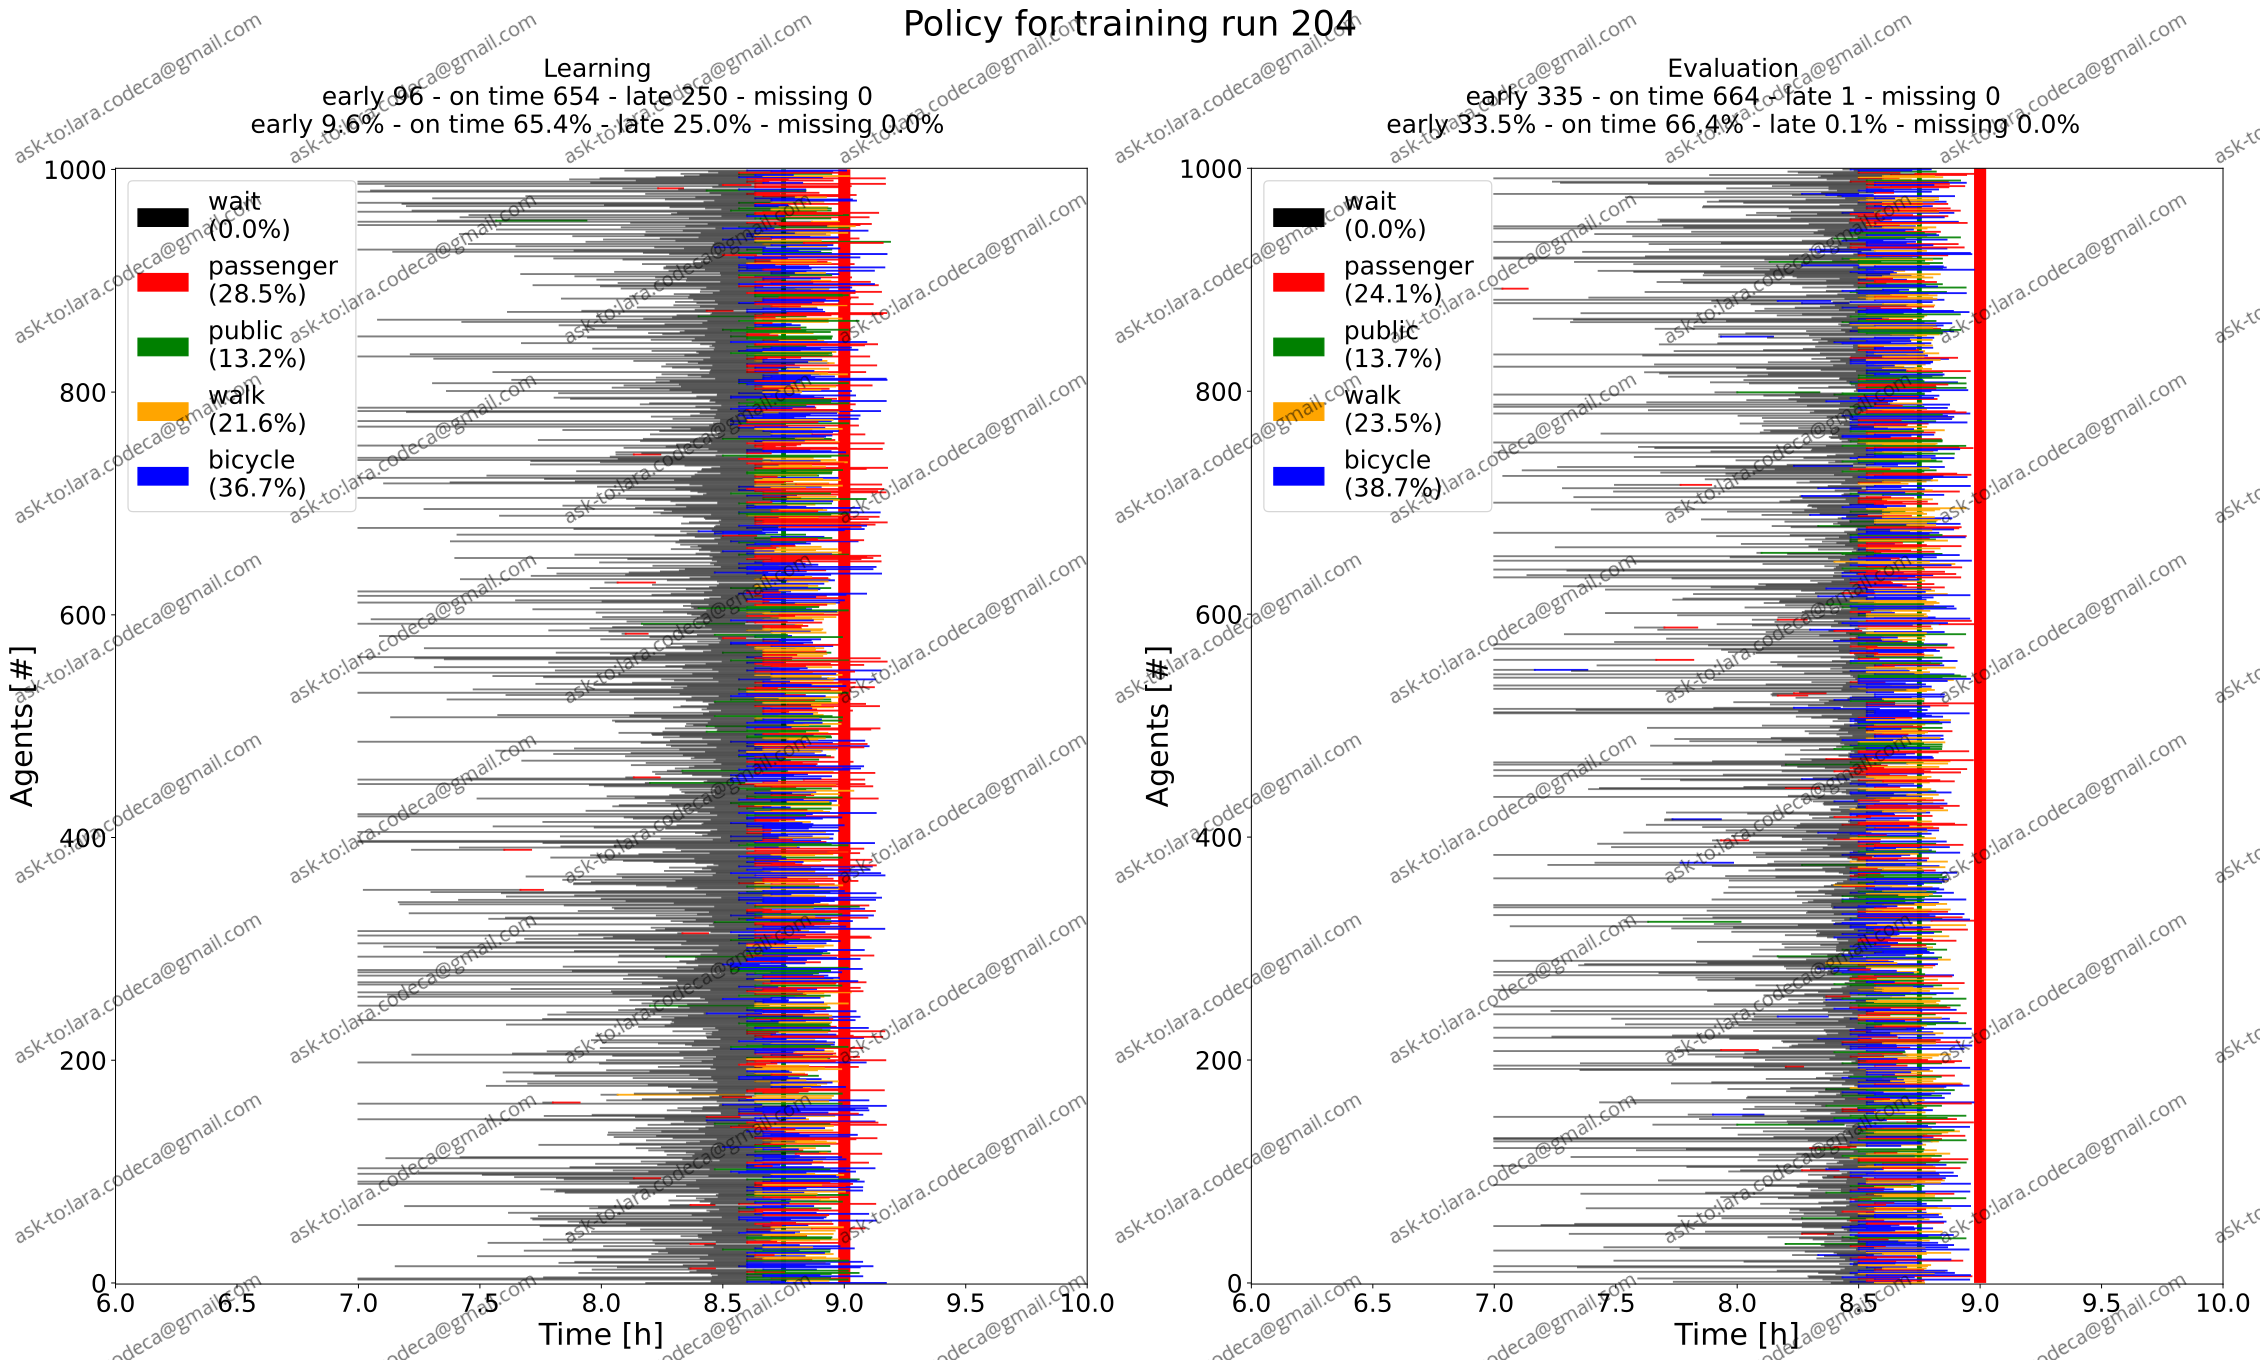 Policy for training run 204
Learning
early 96 - on time 654 - late 250 - missing 0
early 9.6% - on time 65.4% - late 25.0% - missing 0.0%
wait
(0.0%)
passenger
(28.5%)
public
(13.2%)
walk
(21.6%)
bicycle
(36.7%)
Agents [#]
1000
800
600
400
200
0
6.0 6.5 7.0 7.5 8.0 8.5 9.0 9.5 10.0
Time [h]
Evaluation
early 335 - on time 664 - late 1 - missing 0
early 33.5% - on time 66.4% - late 0.1% - missing 0.0%
wait
(0.0%)
passenger
(24.1%)
public
(13.7%)
walk
(23.5%)
bicycle
(38.7%)
Agents [#]
1000
800
600
400
200
0
6.0 6.5 7.0 7.5 8.0 8.5 9.0 9.5 10.0
Time [h]
ask-to:lara.codeca@gmail.com